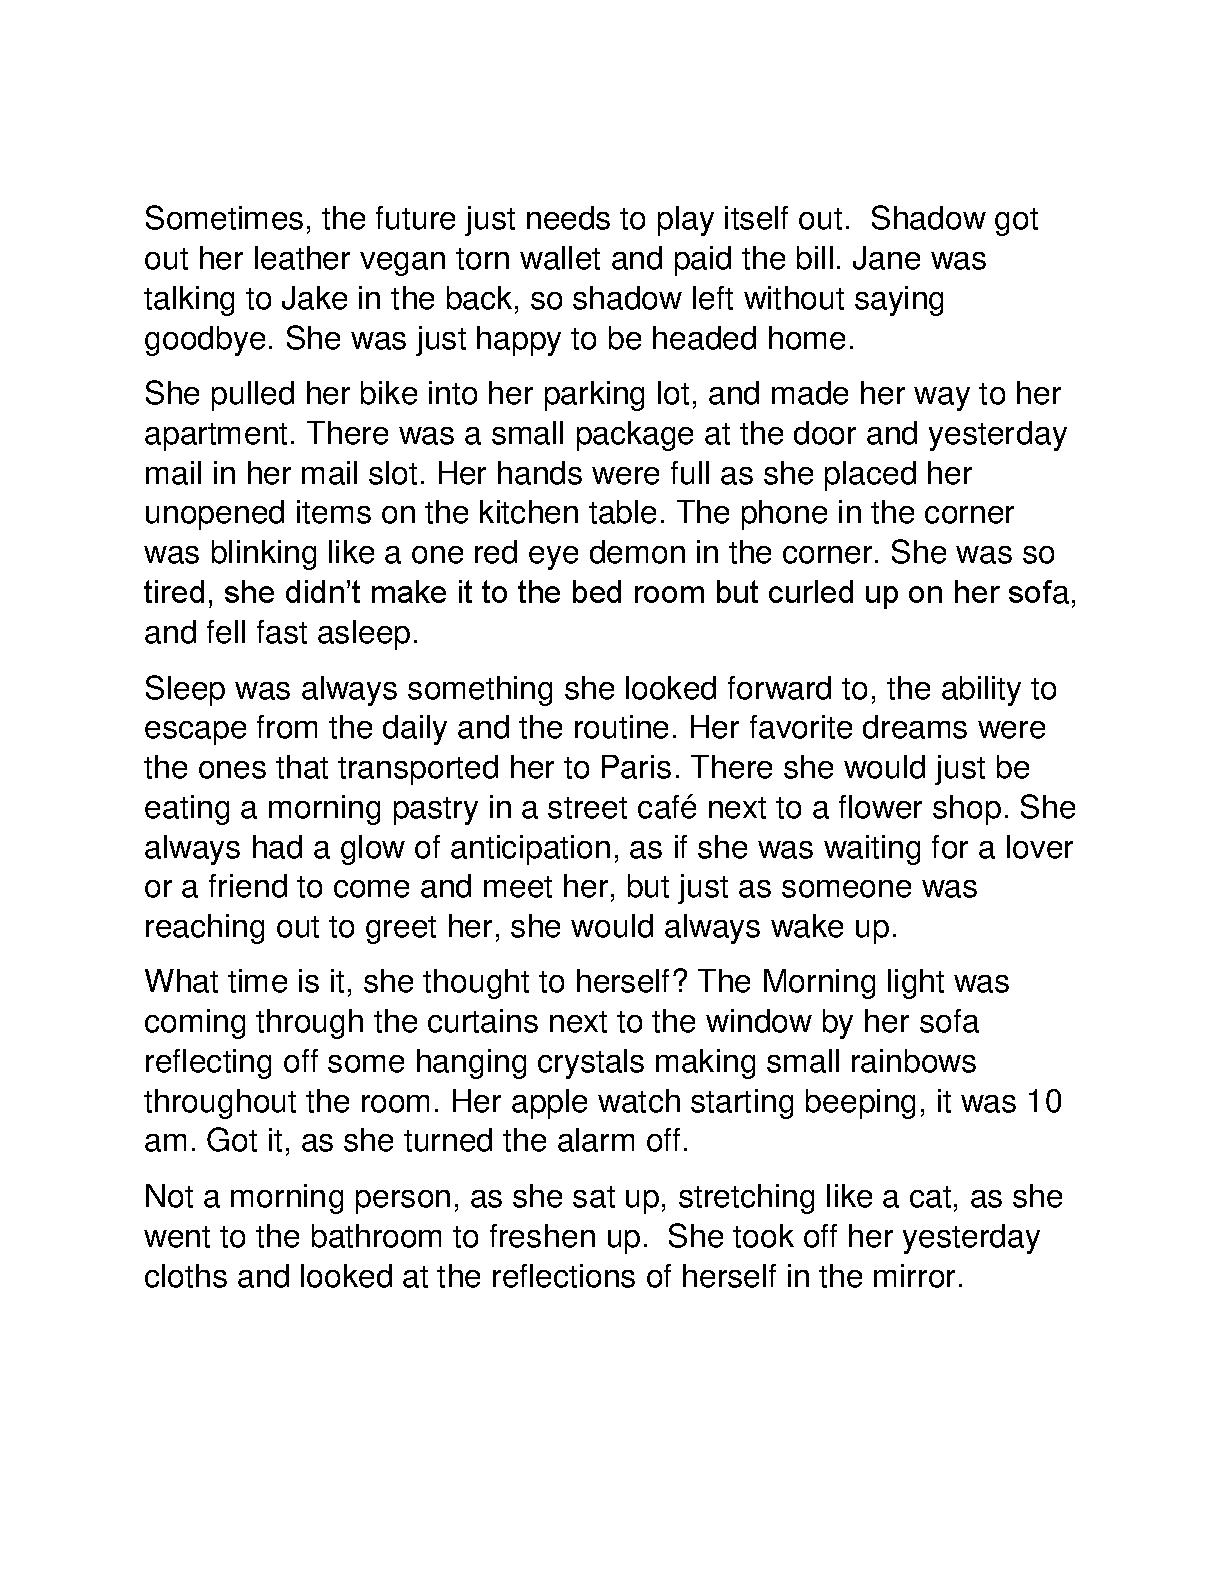 Sometimes, the future just needs to play itself out.  Shadow got
out her leather vegan torn wallet and paid the bill. Jane was
talking to Jake in the back, so shadow left without saying
goodbye. She was just happy to be headed home.
She pulled her bike into her parking lot, and made her way to her
apartment. There was a small package at the door and yesterday
mail in her mail slot. Her hands were full as she placed her
unopened items on the kitchen table. The phone in the corner
was blinking like a one red eye demon in the corner. She was so
tired, she didn’t make it to the bed room but curled up on her sofa,
and fell fast asleep.
Sleep was always something she looked forward to, the ability to
escape from the daily and the routine. Her favorite dreams were
the ones that transported her to Paris. There she would just be
eating a morning pastry in a street café next to a flower shop. She
always had a glow of anticipation, as if she was waiting for a lover
or a friend to come and meet her, but just as someone was
reaching out to greet her, she would always wake up.
What time is it, she thought to herself? The Morning light was
coming through the curtains next to the window by her sofa
reflecting off some hanging crystals making small rainbows
throughout the room. Her apple watch starting beeping, it was 10
am. Got it, as she turned the alarm off.
Not a morning person, as she sat up, stretching like a cat, as she
went to the bathroom to freshen up.  She took off her yesterday
cloths and looked at the reflections of herself in the mirror.